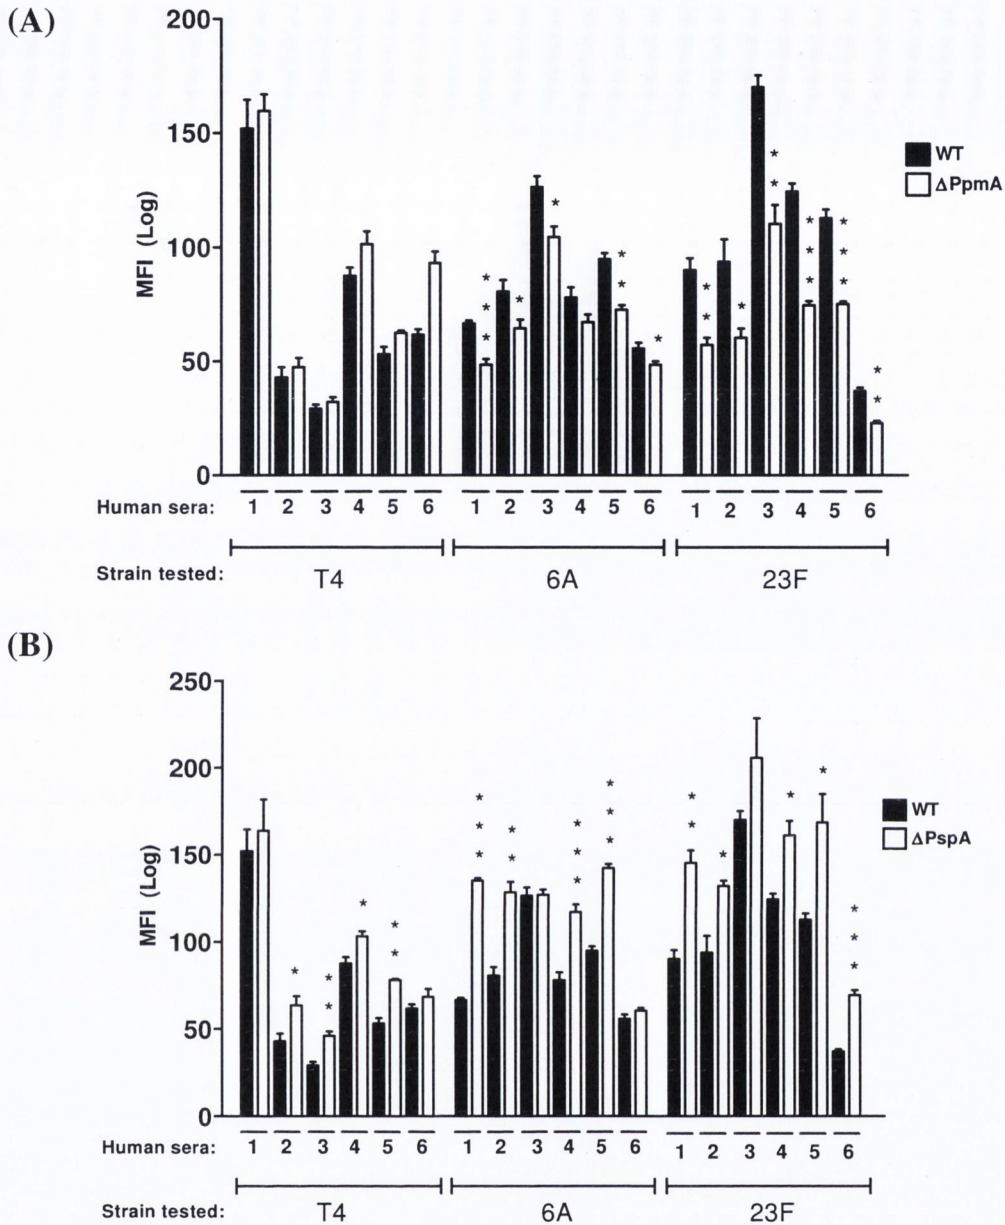 (A)
200
150
100
50
0
MFI (Log)
WT
ΔPpmA
* * * * * * * * * * * * * * * * * * * *
Human sera: 1 2 3 4 5 6 1 2 3 4 5 6 1 2 3 4 5 6
Strain tested: T4 6A 23F
(B)
250
200
150
100
50
0
MFI (Log)
WT
ΔPspA
* * * * * * * * * * * * * * * * * * * * * * * * *
Human sera: 1 2 3 4 5 6 1 2 3 4 5 6 1 2 3 4 5 6
Strain tested: T4 6A 23F